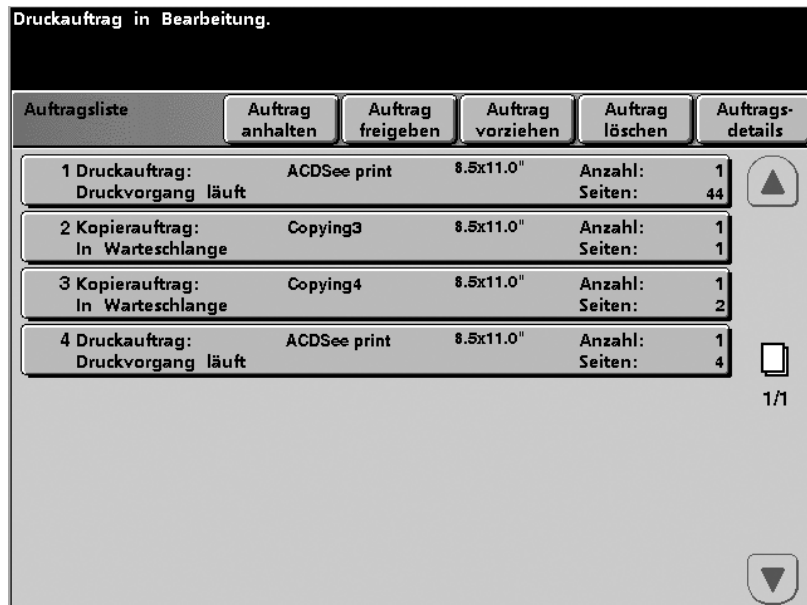 Druckauftrag in Bearbeitung.
Auftragsliste
Auftrag
anhalten
Auftrag
freigeben
Auftrag
vorziehen
Auftrag
löschen
Auftrags-
details
1 Druckauftrag: ACDSee print 8.5x11.0" Anzahl: 1
Druckvorgang läuft Seiten: 44
2 Kopierauftrag: Copying3 8.5x11.0" Anzahl: 1
In Warteschlange Seiten: 1
3 Kopierauftrag: Copying4 8.5x11.0" Anzahl: 1
In Warteschlange Seiten: 2
4 Druckauftrag: ACDSee print 8.5x11.0" Anzahl: 1
Druckvorgang läuft Seiten: 4
1/1